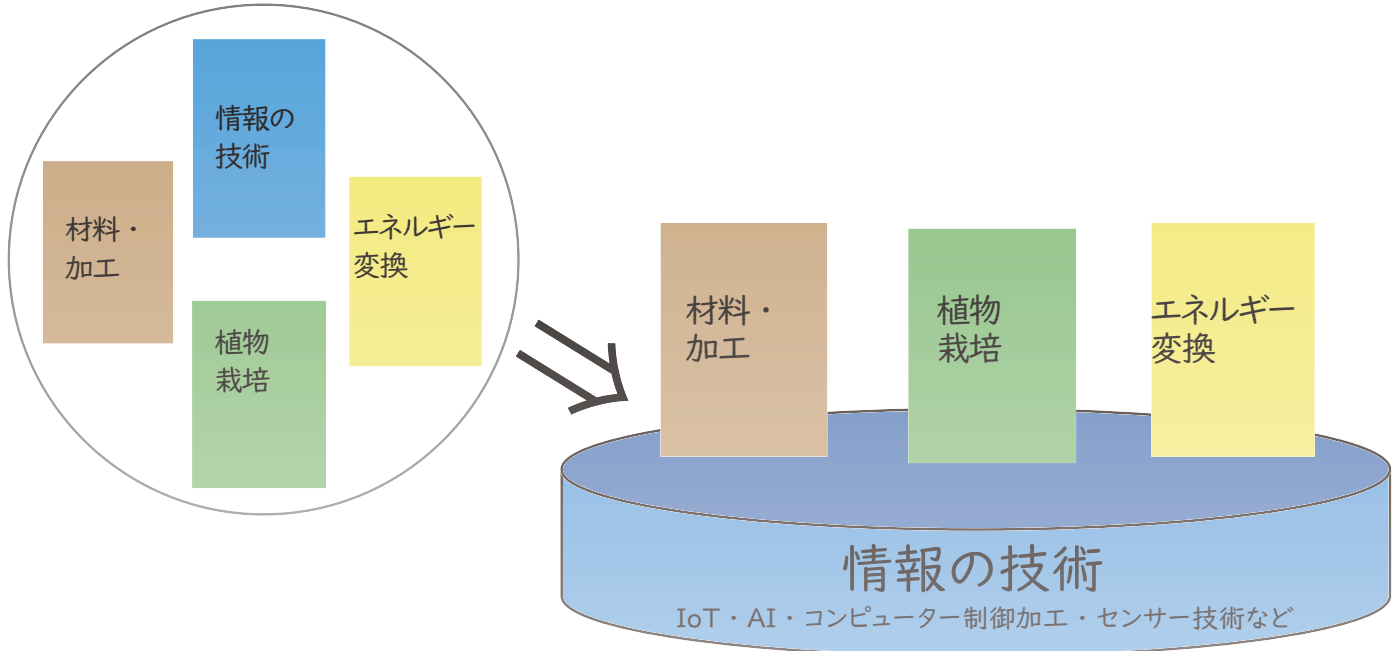 情報の
技術
材料・
加工
エネルギー
変換
植物
栽培
材料・
加工
植物
栽培
エネルギー
変換
情報の技術
IoT・AI・コンピューター制御加工・センサー技術など